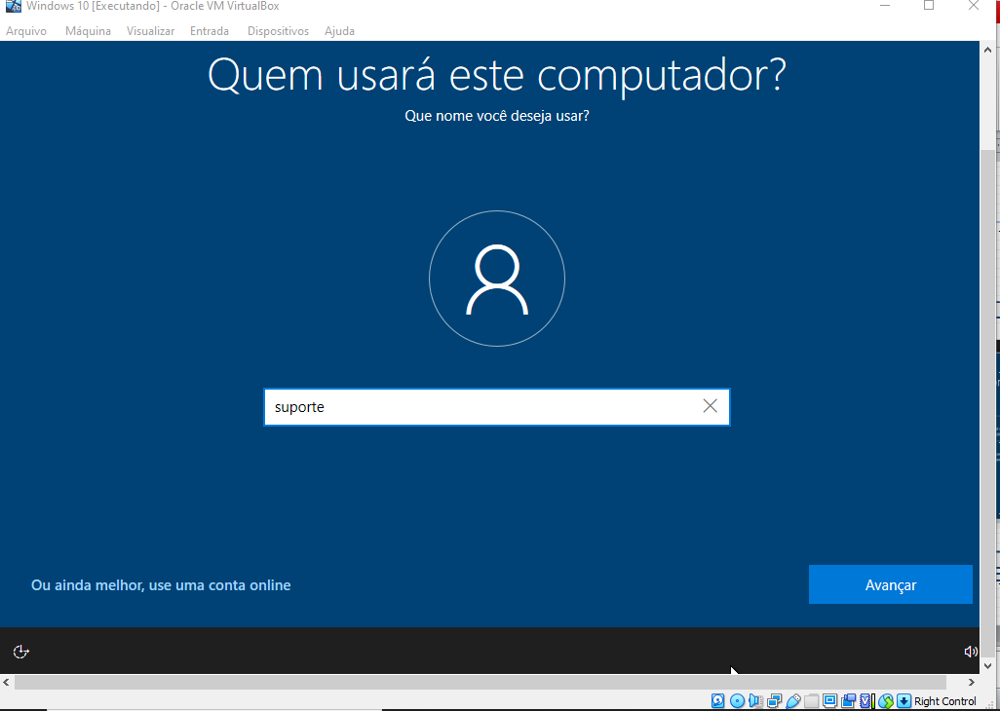 Windows 10 [Executando] - Oracle VM VirtualBox
Arquivo Máquina Visualizar Entrada Dispositivos Ajuda
Quem usará este computador?
Que nome você deseja usar?
suporte
Ou ainda melhor, use uma conta online
Avançar
Right Control